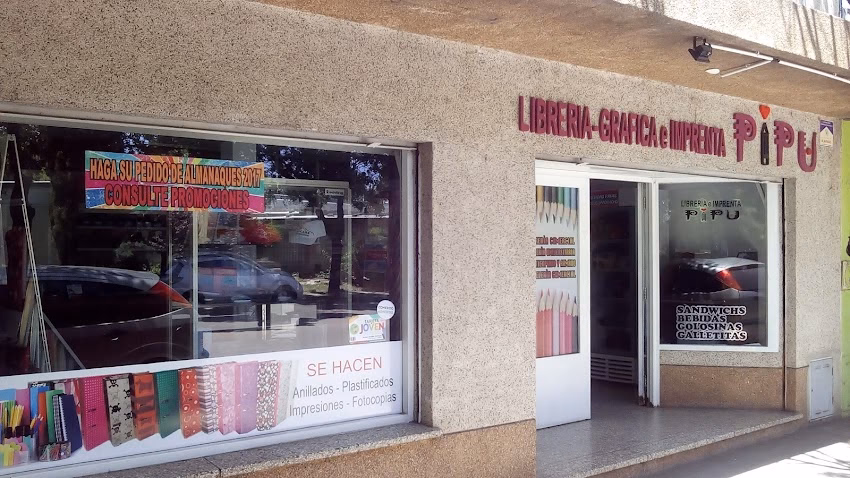 LIBRERIA-GRAFICA e IMPRENTA PiPU
HAGA SU PEDIDO DE ALMANAQUES 2017
CONSULTE PROMOCIONES
TARJETA
JOVEN
SE HACEN
Anillados - Plastificados
Impresiones - Fotocopias
LIBRERIA e IMPRENTA
PiPU
SANDWICHS
BEBIDAS
GOLOSINAS
GALLETITAS